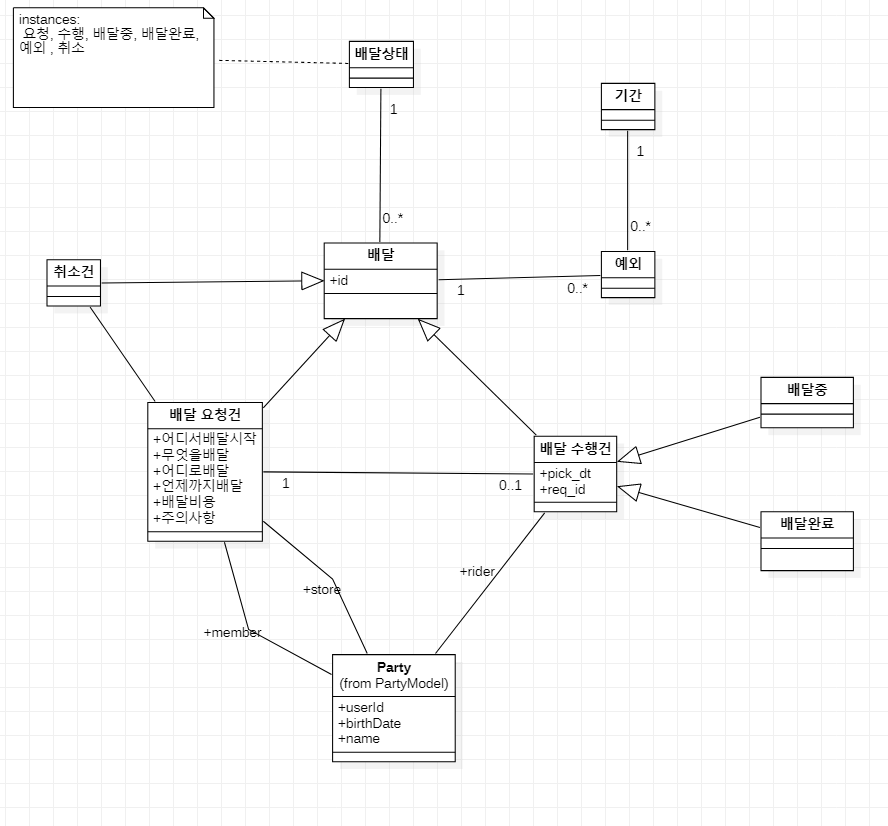 instances:
요청, 수행, 배달중, 배달완료,
예외 , 취소
배달상태
기간
1
1
0..*
0..*
배달
+id
취소건
예외
1
0..*
배달중
배달 요청건
+어디서배달시작
+무엇을배달
+어디로배달
+언제까지배달
+배달비용
+주의사항
배달 수행건
+pick_dt
+req_id
1
0..1
배달완료
+rider
+store
+member
Party
(from PartyModel)
+userId
+birthDate
+name